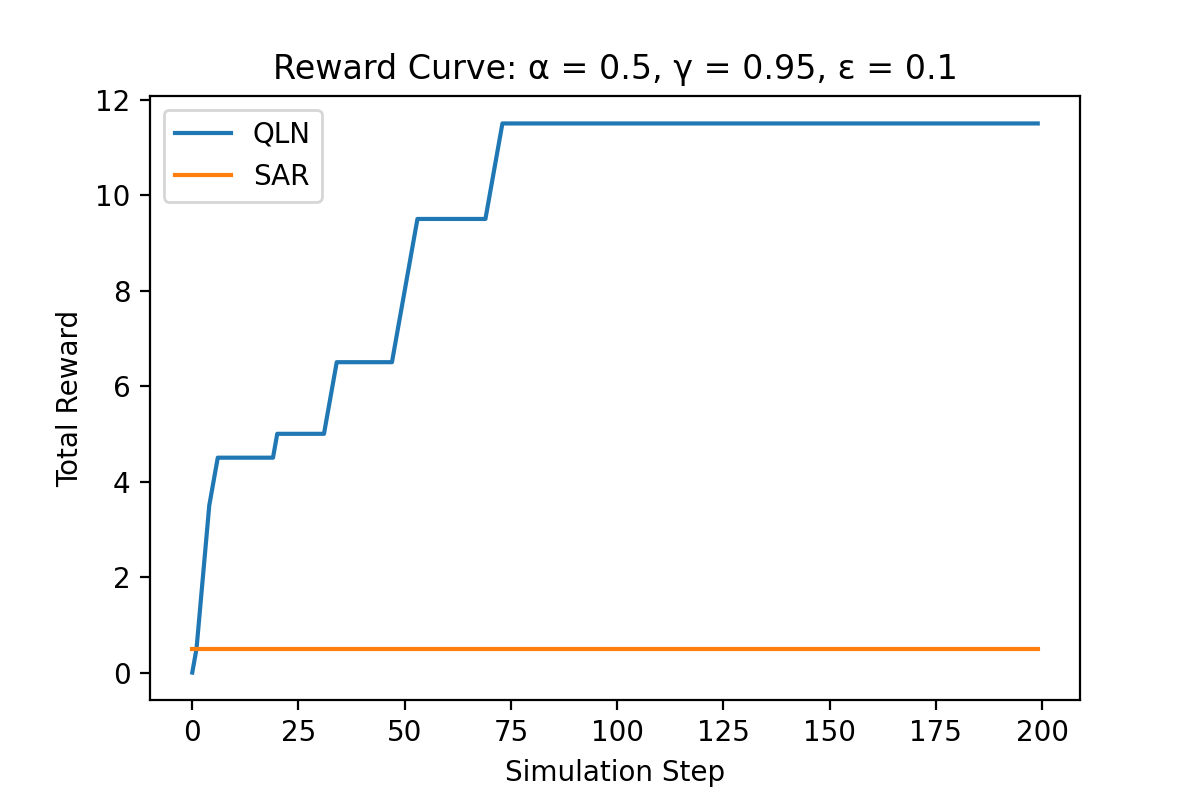 Reward Curve: α = 0.5, γ = 0.95, ε = 0.1
QLN
SAR
12
10
8
6
4
2
0
Total Reward
0 25 50 75 100 125 150 175 200
Simulation Step